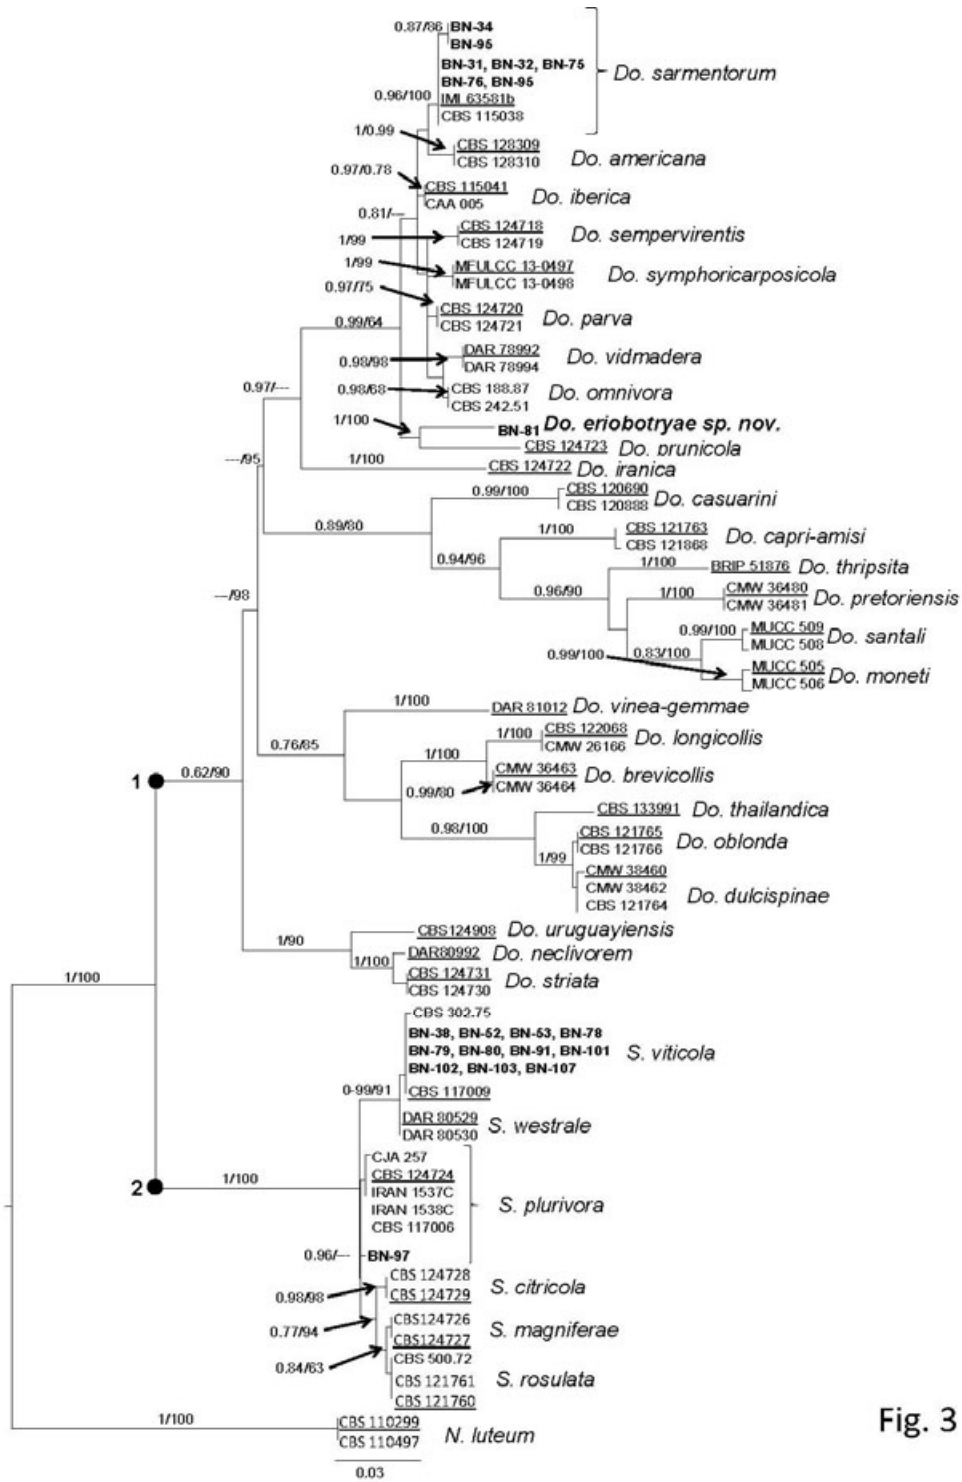 0.87/86 BN-34
BN-95
BN-31, BN-32, BN-75
BN-76, BN-95
Do. sarmentorum
0.96/100 IMI 63581b
CBS 115038
1/0.99 CBS 128309
CBS 128310 Do. americana
0.97/0.78 CBS 115041
CAA 005 Do. iberica
0.81/---
CBS 124718
1/99 CBS 124719 Do. sempervirentis
1/99 MFULCC 13-0497
MFULCC 13-0498 Do. symphoricarposicola
0.97/75
CBS 124720
CBS 124721 Do. parva
0.99/64
DAR 78992
0.98/98 DAR 78994 Do. vidmadera
0.97/---
0.98/68 CBS 188.87
CBS 242.51 Do. omnivora
1/100 BN-81 Do. eriobotryae sp. nov.
CBS 124723 Do. prunicola
---/95 1/100 CBS 124722 Do. iranica
0.99/100 CBS 120690
CBS 120888 Do. casuarini
0.89/80 1/100 CBS 121763
CBS 121868 Do. capri-amisi
0.94/96 1/100 BRIP 51876 Do. thripsita
---/98 0.96/90 1/100 CMW 36480
CMW 36481 Do. pretoriensis
0.99/100 MUCC 509
MUCC 508 Do. santali
0.99/100 0.83/100 MUCC 505
MUCC 506 Do. moneti
1/100 DAR 81012 Do. vinea-gemmae
1/100 CBS 122068
CMW 26166 Do. longicollis
0.76/85 1/100
1 0.62/90 CMW 36463
0.99/80 CMW 36464 Do. brevicollis
0.98/100 CBS 133991 Do. thailandica
CBS 121765
CBS 121766 Do. oblonda
1/99 CMW 38460
CMW 38462
CBS 121764 Do. dulcispinae
CBS124908 Do. uruguayiensis
1/90 DAR80992 Do. neclivorem
1/100 CBS 124731
CBS 124730 Do. striata
1/100
CBS 302.75
BN-38, BN-52, BN-53, BN-78
BN-79, BN-80, BN-91, BN-101
BN-102, BN-103, BN-107
S. viticola
0-99/91 CBS 117009
DAR 80529
DAR 80530 S. westrale
CJA 257
2 1/100 CBS 124724
IRAN 1537C
IRAN 1538C
CBS 117006
S. plurivora
0.96/--- BN-97
CBS 124728
0.98/98 CBS 124729 S. citricola
0.77/94 CBS124726
CBS124727 S. magniferae
0.84/63 CBS 500.72
CBS 121761
CBS 121760
S. rosulata
1/100 CBS 110299
CBS 110497 N. luteum
0.03
Fig. 3